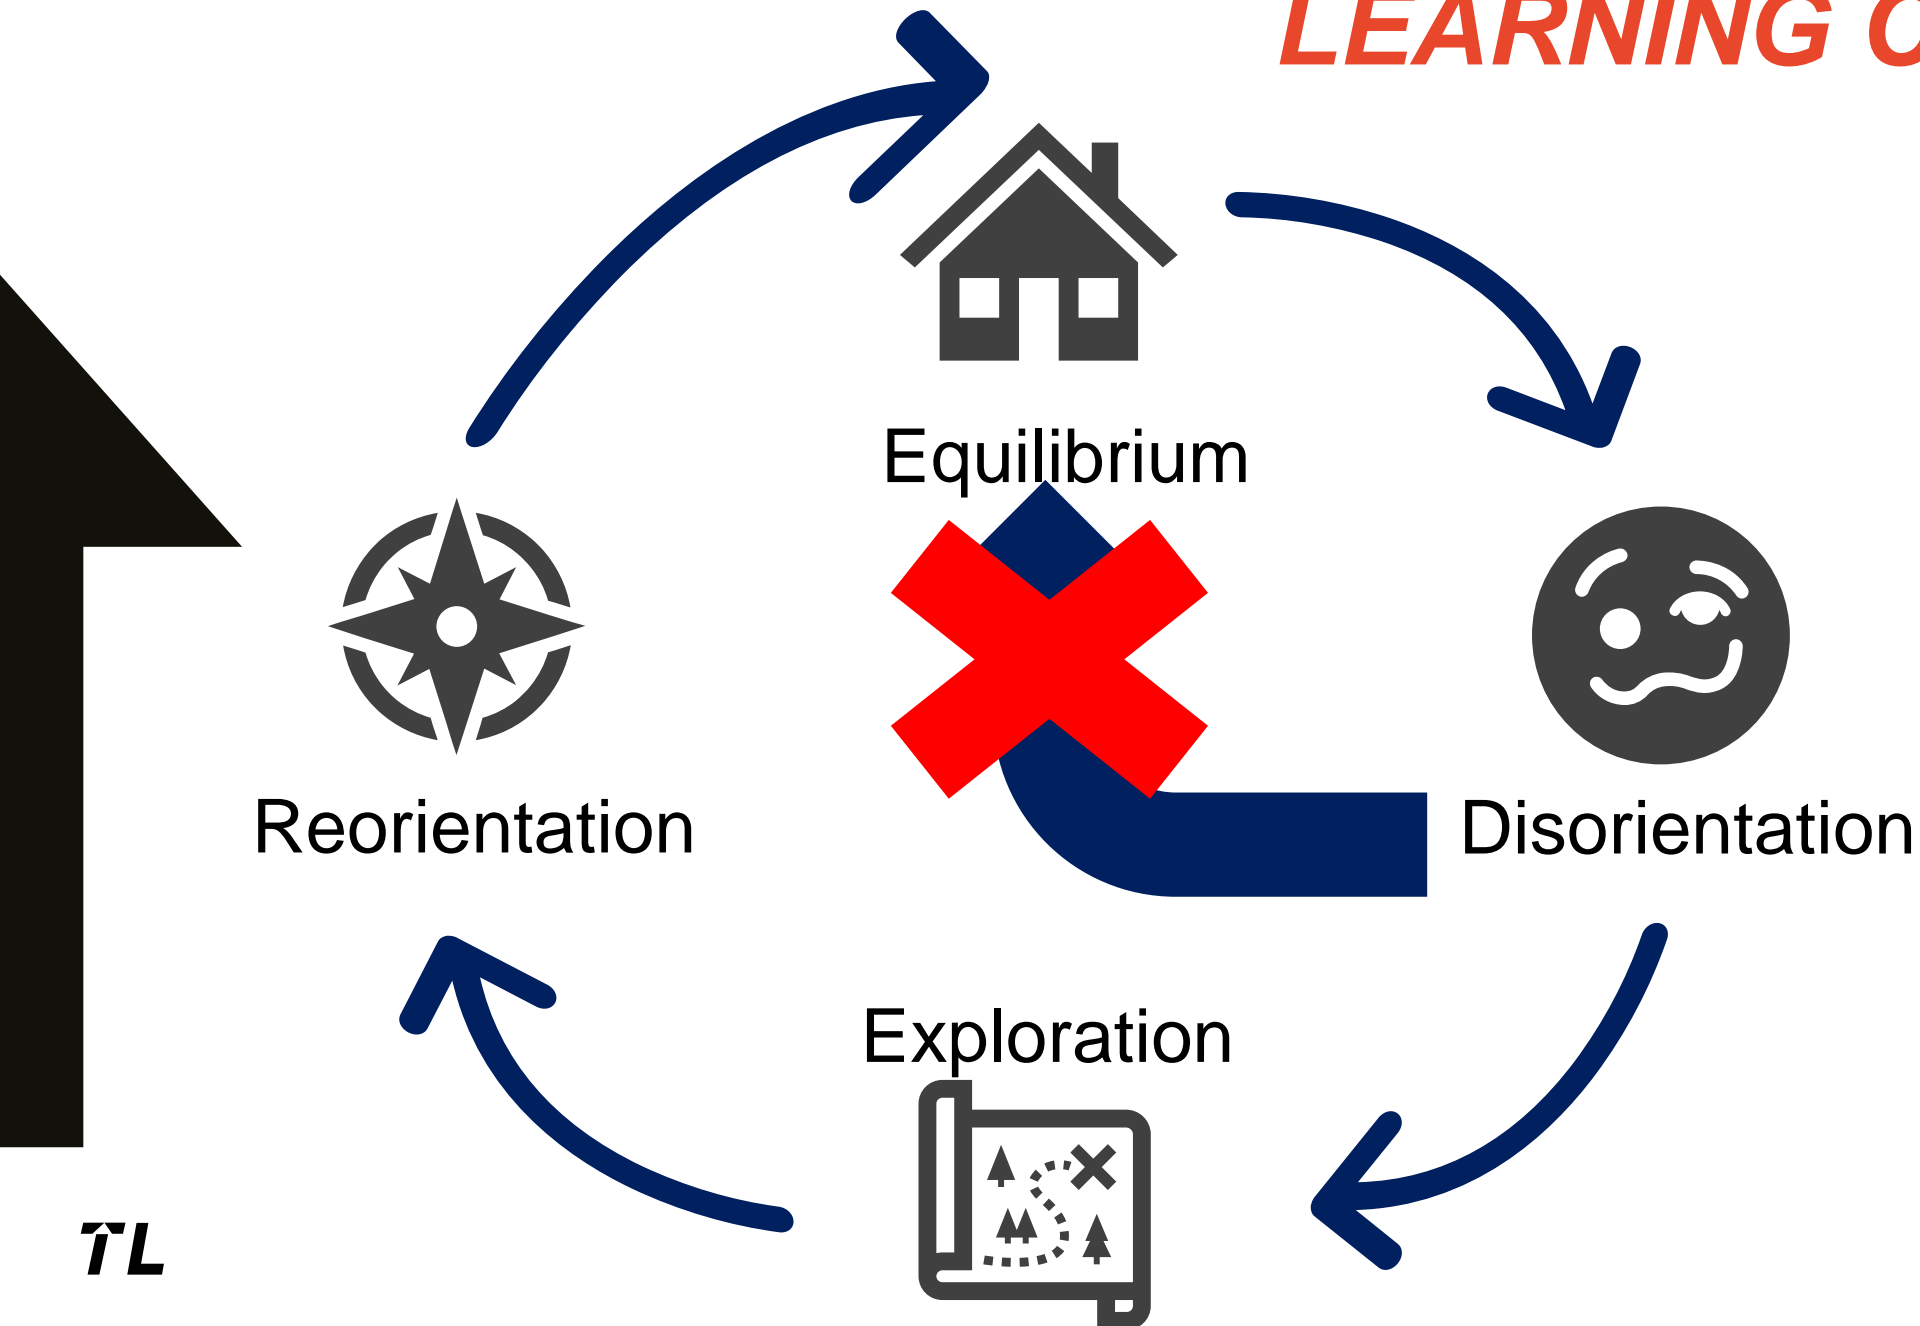 LEARNING C
Equilibrium
Reorientation
Disorientation
Exploration
TL